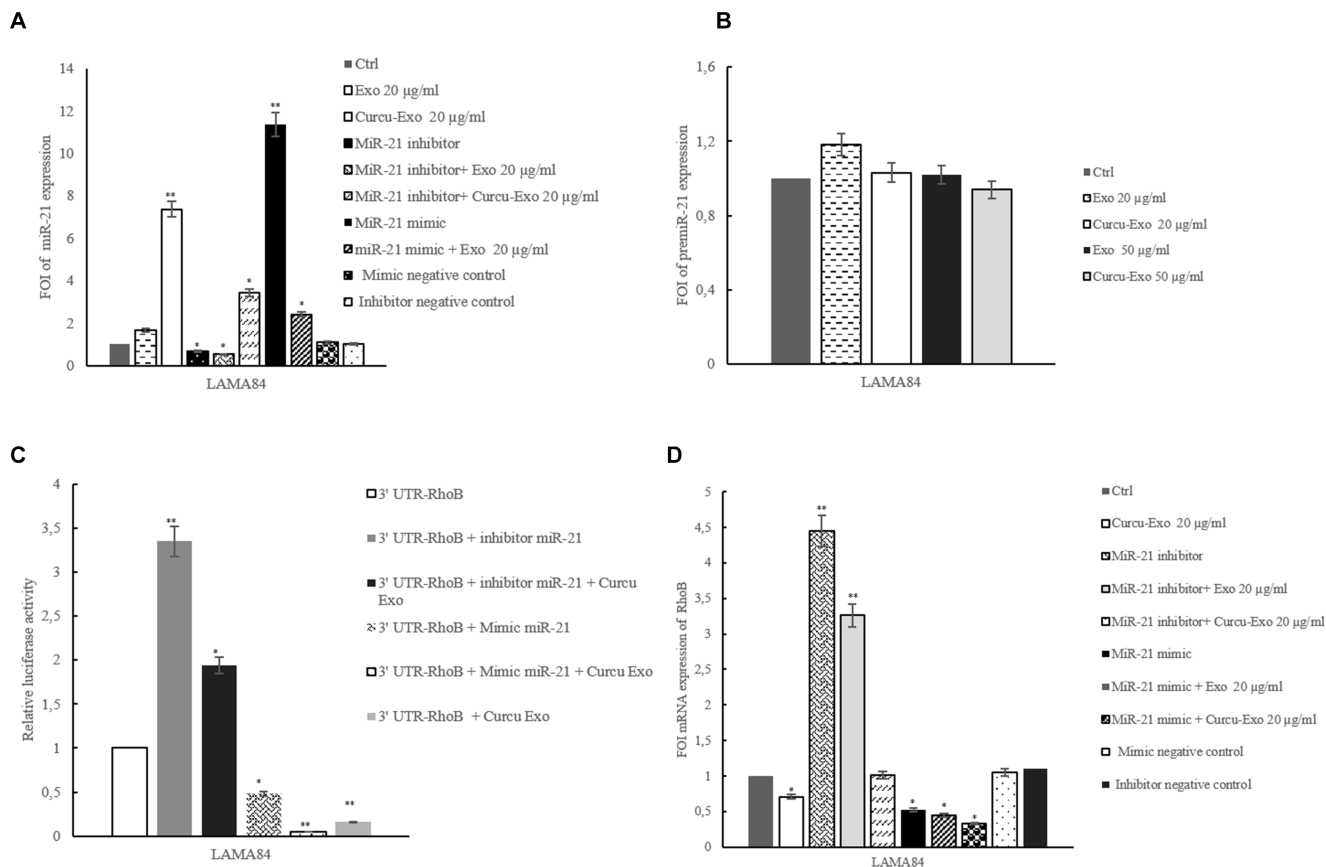 A
14
12
10
8
6
4
2
0
FOI of miR-21 expression
**
*
*
*
**
*
LAMA84
Ctrl
Exo 20 µg/ml
Curcu-Exo 20 µg/ml
MiR-21 inhibitor
MiR-21 inhibitor+ Exo 20 µg/ml
MiR-21 inhibitor+ Curcu-Exo 20 µg/ml
MiR-21 mimic
miR-21 mimic + Exo 20 µg/ml
Mimic negative control
Inhibitor negative control
B
1,6
1,2
0,8
0,4
0
FOI of premiR-21 expression
LAMA84
Ctrl
Exo 20 µg/ml
Curcu-Exo 20 µg/ml
Exo 50 µg/ml
Curcu-Exo 50 µg/ml
C
4
3,5
3
2,5
2
1,5
1
0,5
0
Relative luciferase activity
**
*
*
**
**
LAMA84
3' UTR-RhoB
3' UTR-RhoB + inhibitor miR-21
3' UTR-RhoB + inhibitor miR-21 + Curcu
Exo
3' UTR-RhoB + Mimic miR-21
3' UTR-RhoB + Mimic miR-21 + Curcu Exo
3' UTR-RhoB + Curcu Exo
D
5
4,5
4
3,5
3
2,5
2
1,5
1
0,5
0
FOI mRNA expression of RhoB
*
**
**
*
*
*
LAMA84
Ctrl
Curcu-Exo 20 µg/ml
MiR-21 inhibitor
MiR-21 inhibitor+ Exo 20 µg/ml
MiR-21 inhibitor+ Curcu-Exo 20 µg/ml
MiR-21 mimic
MiR-21 mimic + Exo 20 µg/ml
MiR-21 mimic + Curcu-Exo 20 µg/ml
Mimic negative control
Inhibitor negative control